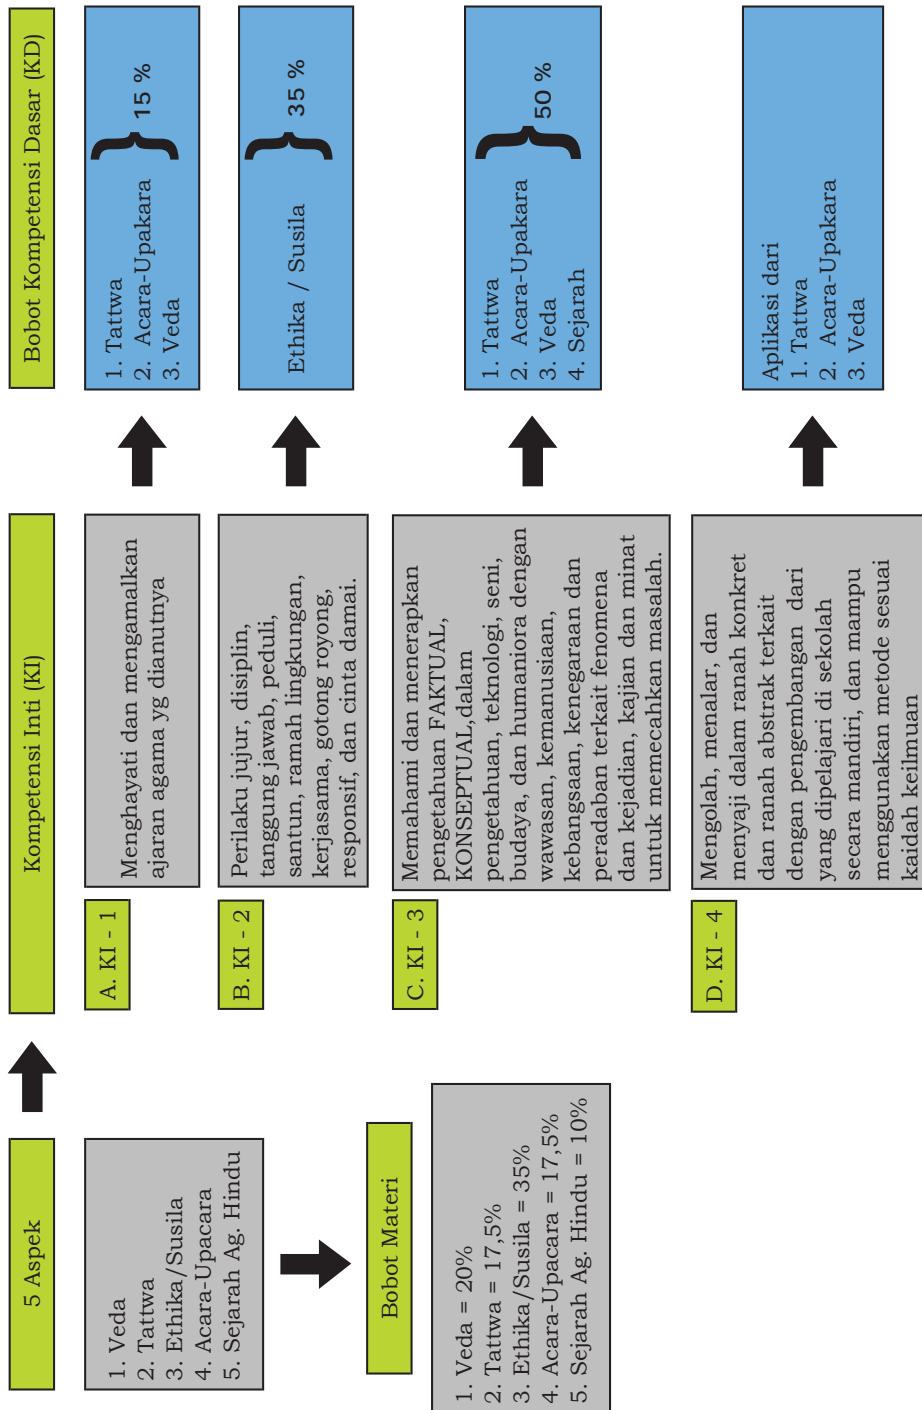 5 Aspek
1. Veda
2. Tattwa
3. Ethika/Susila
4. Acara-Upacara
5. Sejarah Ag. Hindu
Bobot Materi
1. Veda = 20%
2. Tattwa = 17,5%
3. Ethika/Susila = 35%
4. Acara-Upacara = 17,5%
5. Sejarah Ag. Hindu = 10%
Kompetensi Inti (KI)
A. KI - 1
Menghayati dan mengamalkan
ajaran agama yg dianutnya
B. KI - 2
Perilaku jujur, disiplin,
tanggung jawab, peduli,
santun, ramah lingkungan,
kerjasama, gotong royong,
responsif, dan cinta damai.
C. KI - 3
Memahami dan menerapkan
pengetahuan FAKTUAL,
KONSEPTUAL,dalam
pengetahuan, teknologi, seni,
budaya, dan humaniora dengan
wawasan, kemanusiaan,
kebangsaan, kenegaraan dan
peradaban terkait fenomena
dan kejadian, kajian dan minat
untuk memecahkan masalah.
D. KI - 4
Mengolah, menalar, dan
menyaji dalam ranah konkret
dan ranah abstrak terkait
dengan pengembangan dari
yang dipelajari di sekolah
secara mandiri, dan mampu
menggunakan metode sesuai
kaidah keilmuan
Bobot Kompetensi Dasar (KD)
1. Tattwa
2. Acara-Upakara
3. Veda
15 %
Ethika / Susila
35 %
1. Tattwa
2. Acara-Upakara
3. Veda
4. Sejarah
50 %
Aplikasi dari
1. Tattwa
2. Acara-Upakara
3. Veda